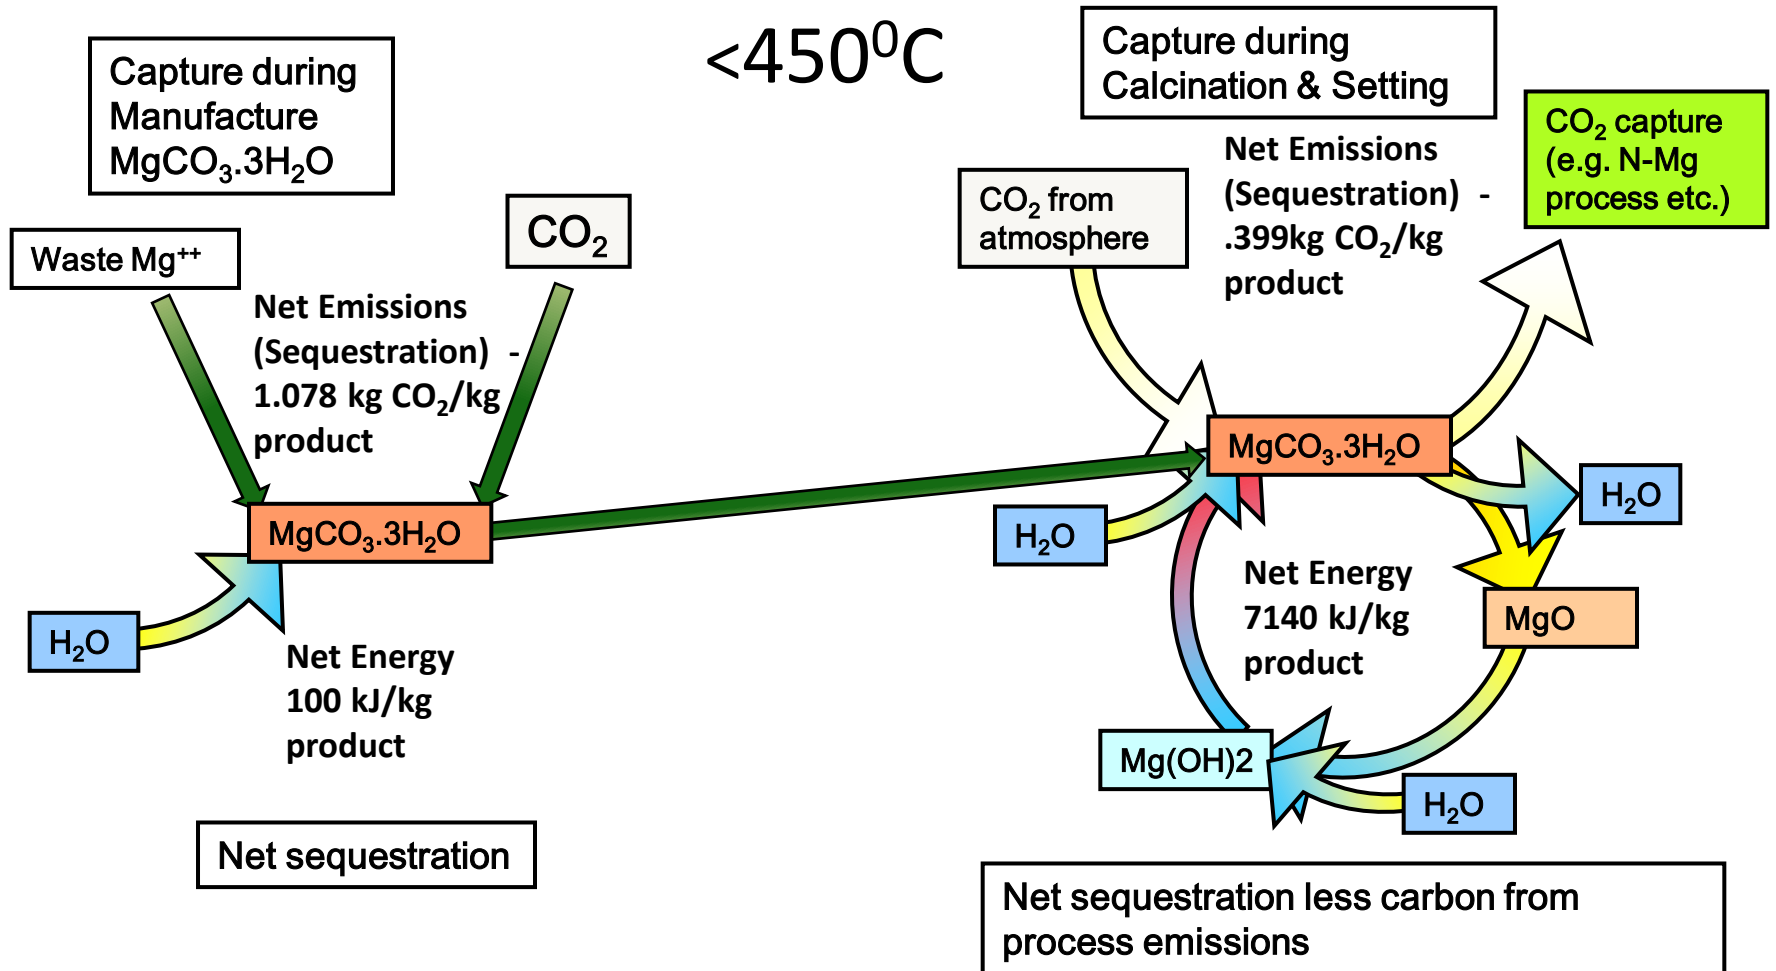 <450⁰C
Capture during
Manufacture
MgCO₃.3H₂O
Waste Mg⁺⁺
CO₂
Net Emissions
(Sequestration) -
1.078 kg CO₂/kg
product
MgCO₃.3H₂O
H₂O
Net Energy
100 kJ/kg
product
Net sequestration
Capture during
Calcination & Setting
CO₂ from
atmosphere
Net Emissions
(Sequestration) -
.399kg CO₂/kg
product
CO₂ capture
(e.g. N-Mg
process etc.)
MgCO₃.3H₂O
H₂O
H₂O
Net Energy
7140 kJ/kg
product
MgO
Mg(OH)2
H₂O
Net sequestration less carbon from
process emissions